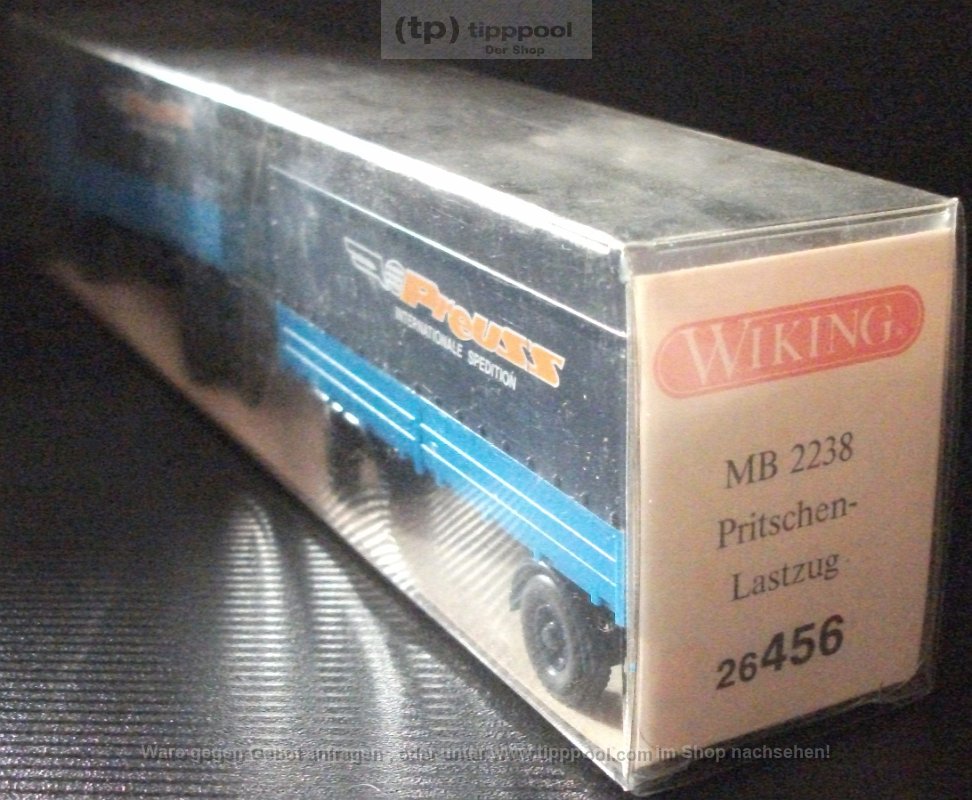 (tp) tipppool
Der Shop
Preuss
INTERNATIONALE SPEDITION
WIKING®
MB 2238
Pritschen-
Lastzug
26456
Ware gegen Gebot anfragen - oder unter www.tipppool.com im Shop nachsehen!